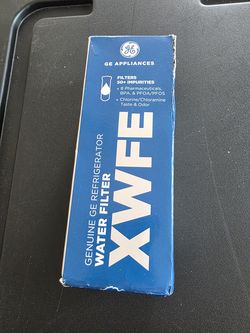 GE
GE APPLIANCES
FILTERS
50+ IMPURITIES
• 8 Pharmaceuticals,
BPA, & PFOA/PFOS
• Chlorine/Chloramine
Taste & Odor
GENUINE GE REFRIGERATOR
WATER FILTER
XWFE